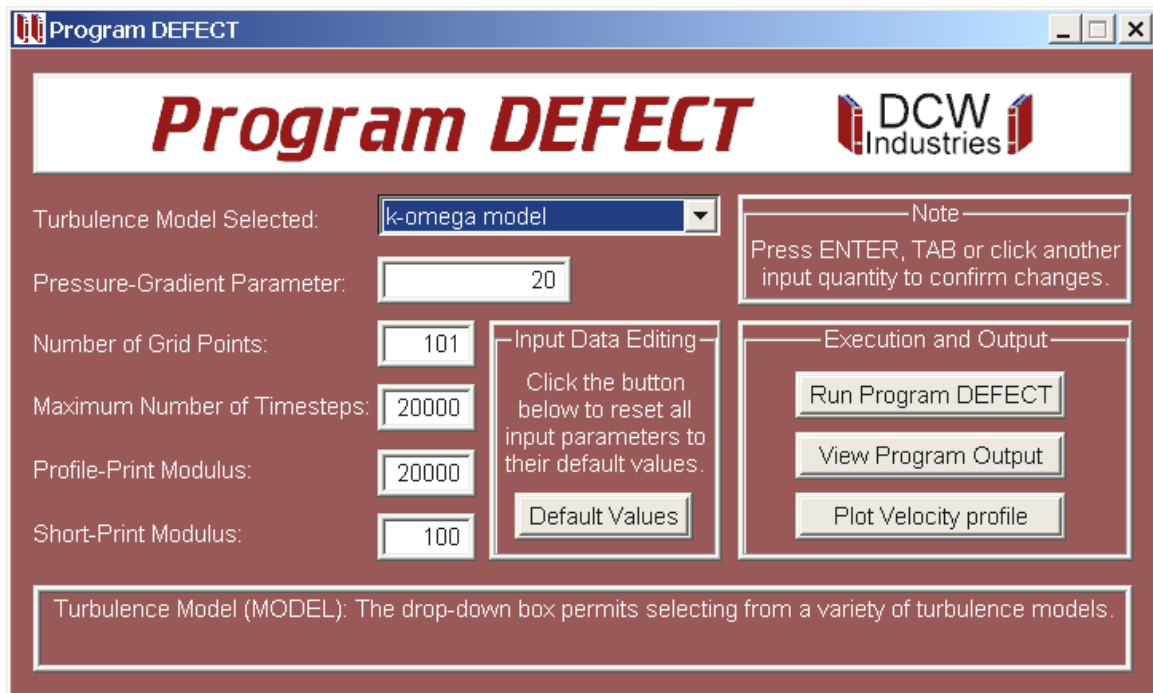 Program DEFECT
Program DEFECT
DCW
Industries
Turbulence Model Selected:
k-omega model
Pressure-Gradient Parameter:
20
Note
Press ENTER, TAB or click another
input quantity to confirm changes.
Number of Grid Points:
101
Maximum Number of Timesteps:
20000
Profile-Print Modulus:
20000
Short-Print Modulus:
100
Input Data Editing
Click the button
below to reset all
input parameters to
their default values.
Default Values
Execution and Output
Run Program DEFECT
View Program Output
Plot Velocity profile
Turbulence Model (MODEL): The drop-down box permits selecting from a variety of turbulence models.